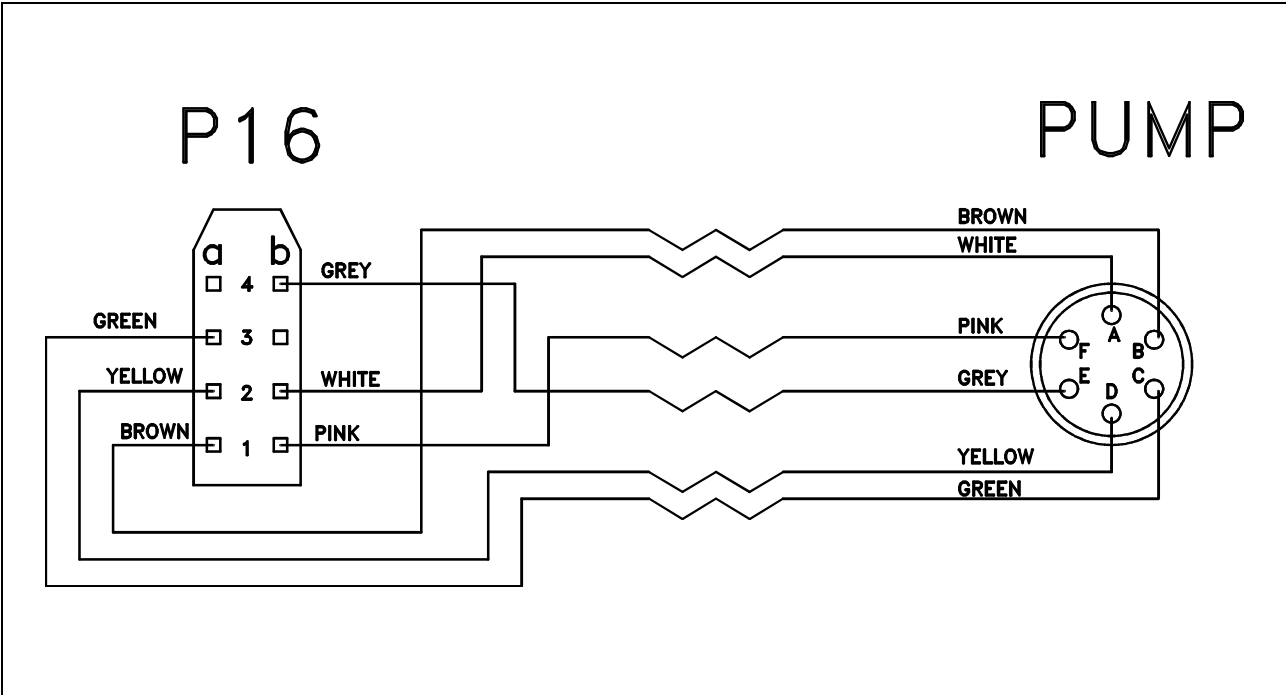 P16
PUMP
BROWN
WHITE
a b
4 GREY
GREEN 3 PINK
YELLOW 2 WHITE GREY
BROWN 1 PINK
YELLOW
GREEN
A
F B
E C
D